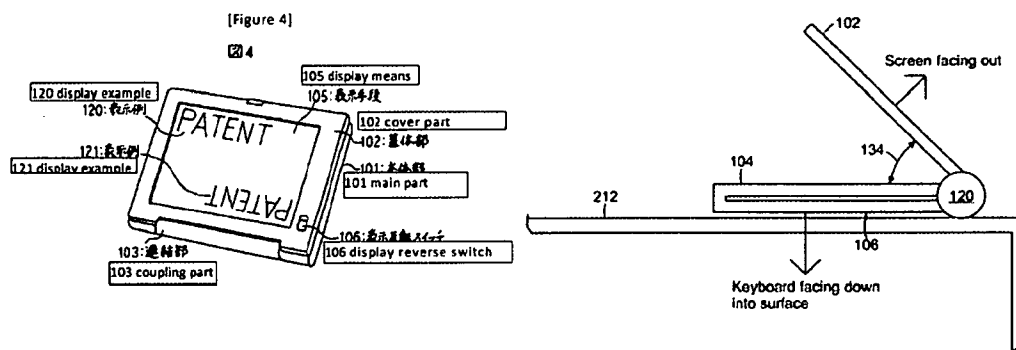 [Figure 4]
図4
105 display means
105:表示手段
120 display example
120:表示例
PATENT
102 cover part
102:蓋体部
121:表示例
121 display example
101:本体部
101 main part
PATENT
106:表示反転スイッチ
106 display reverse switch
103:連結部
103 coupling part
102
Screen facing out
134
104
120
212
106
Keyboard facing down
into surface